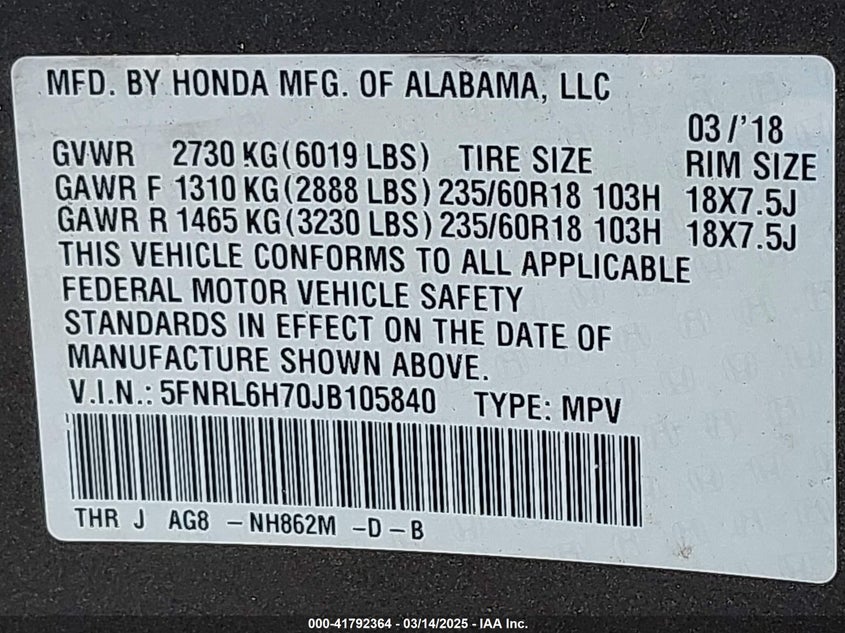 MFD. BY HONDA MFG. OF ALABAMA, LLC
03/'18
GVWR 2730 KG(6019 LBS) TIRE SIZE RIM SIZE
GAWR F 1310 KG(2888 LBS) 235/60R18 103H 18X7.5J
GAWR R 1465 KG(3230 LBS) 235/60R18 103H 18X7.5J
THIS VEHICLE CONFORMS TO ALL APPLICABLE
FEDERAL MOTOR VEHICLE SAFETY
STANDARDS IN EFFECT ON THE DATE OF
MANUFACTURE SHOWN ABOVE.
V.I.N.: 5FNRL6H70JB105840 TYPE: MPV
THR J AG8 -NH862M -D-B
000-41792364 - 03/14/2025 - IAA Inc.